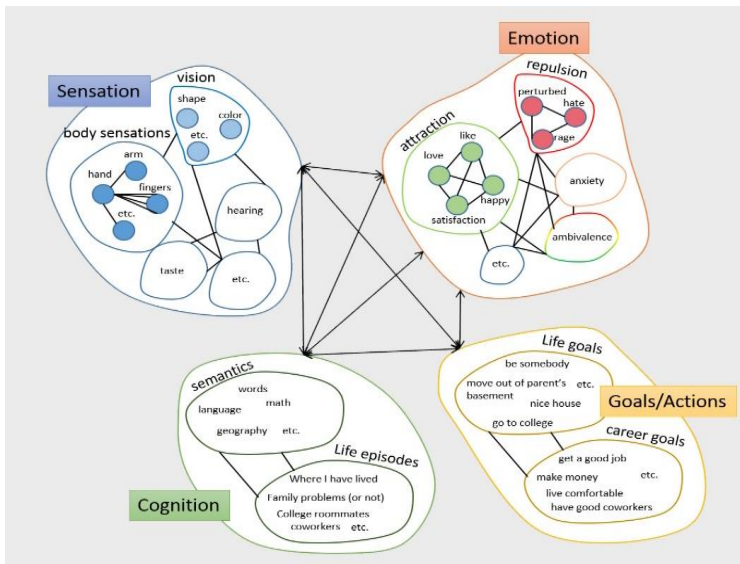 Sensation
vision
shape
color
etc.
body sensations
arm
hand
fingers
etc.
hearing
taste
etc.
Emotion
repulsion
perturbed
hate
rage
attraction
like
love
happy
satisfaction
anxiety
ambivalence
etc.
semantics
words
language
math
geography etc.
Life episodes
Where I have lived
Family problems (or not)
College roommates
coworkers etc.
Cognition
Life goals
be somebody
move out of parent's etc.
basement
nice house
go to college
Goals/Actions
career goals
get a good job
make money etc.
live comfortable
have good coworkers